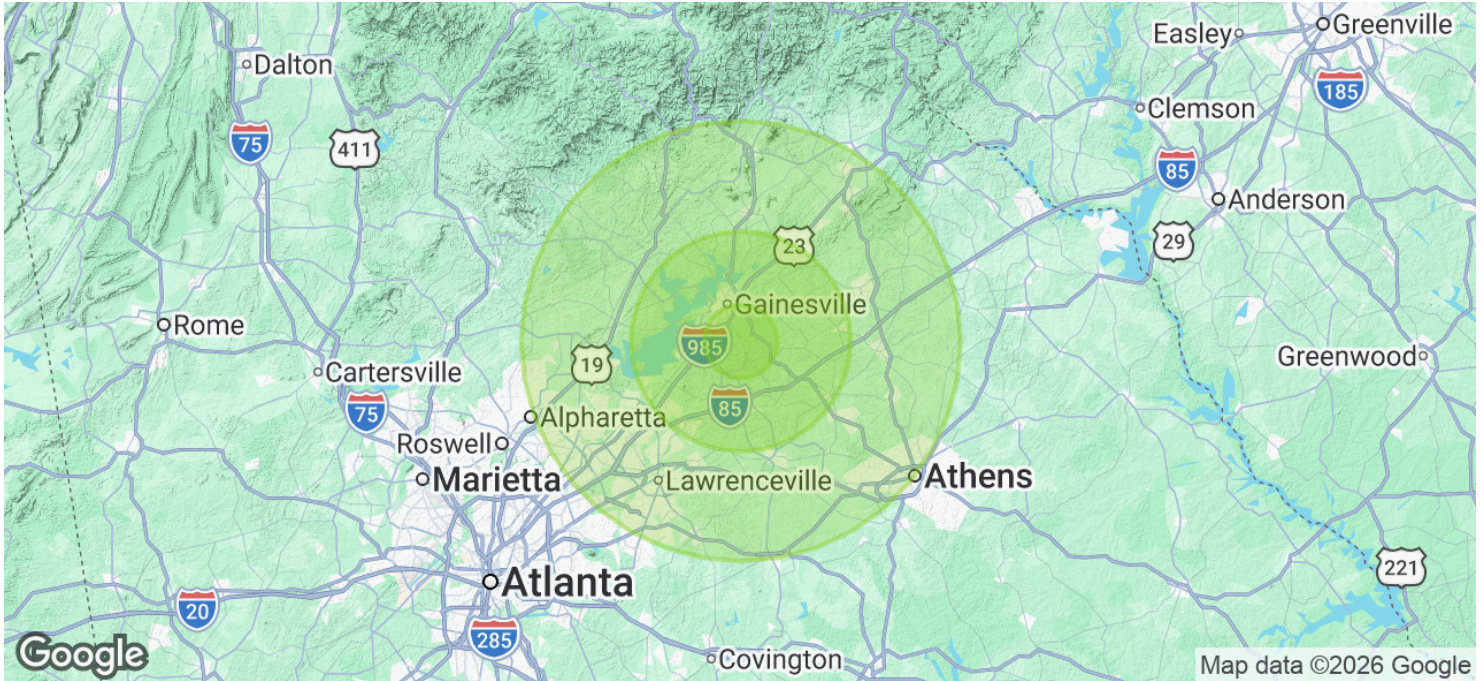 Greenville
Easley
Dalton
185
Clemson
75
411
85
Anderson
29
23
Gainesville
Rome
985
Greenwood
19
Cartersville
75
85
Alpharetta
Roswell
Marietta
Lawrenceville
Athens
221
Atlanta
20
285
Google
Covington
Map data ©2026 Google